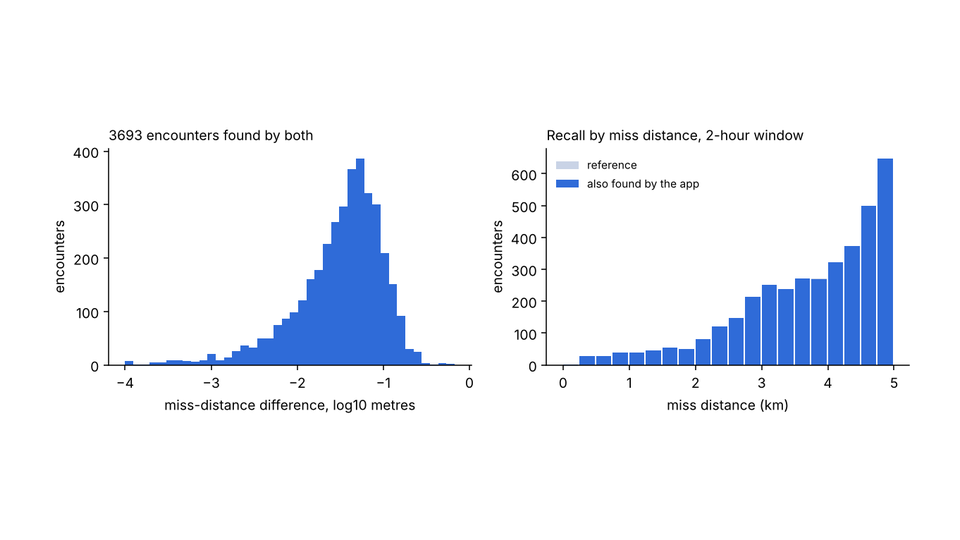 3693 encounters found by both
400
300
200
100
0
encounters
−4
−3
−2
−1
0
miss-distance difference, log10 metres
Recall by miss distance, 2-hour window
reference
also found by the app
600
500
400
300
200
100
0
encounters
0
1
2
3
4
5
miss distance (km)